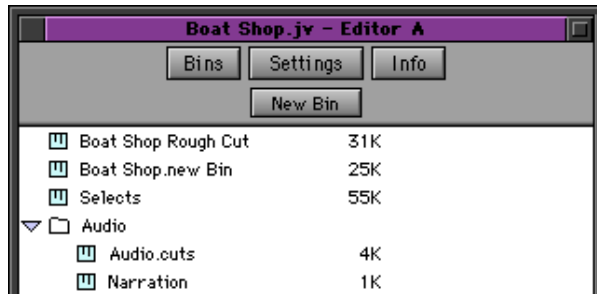 Boat Shop.jv – Editor A
Bins Settings Info
New Bin
Boat Shop Rough Cut 31K
Boat Shop.new Bin 25K
Selects 55K
Audio
Audio.cuts 4K
Narration 1K